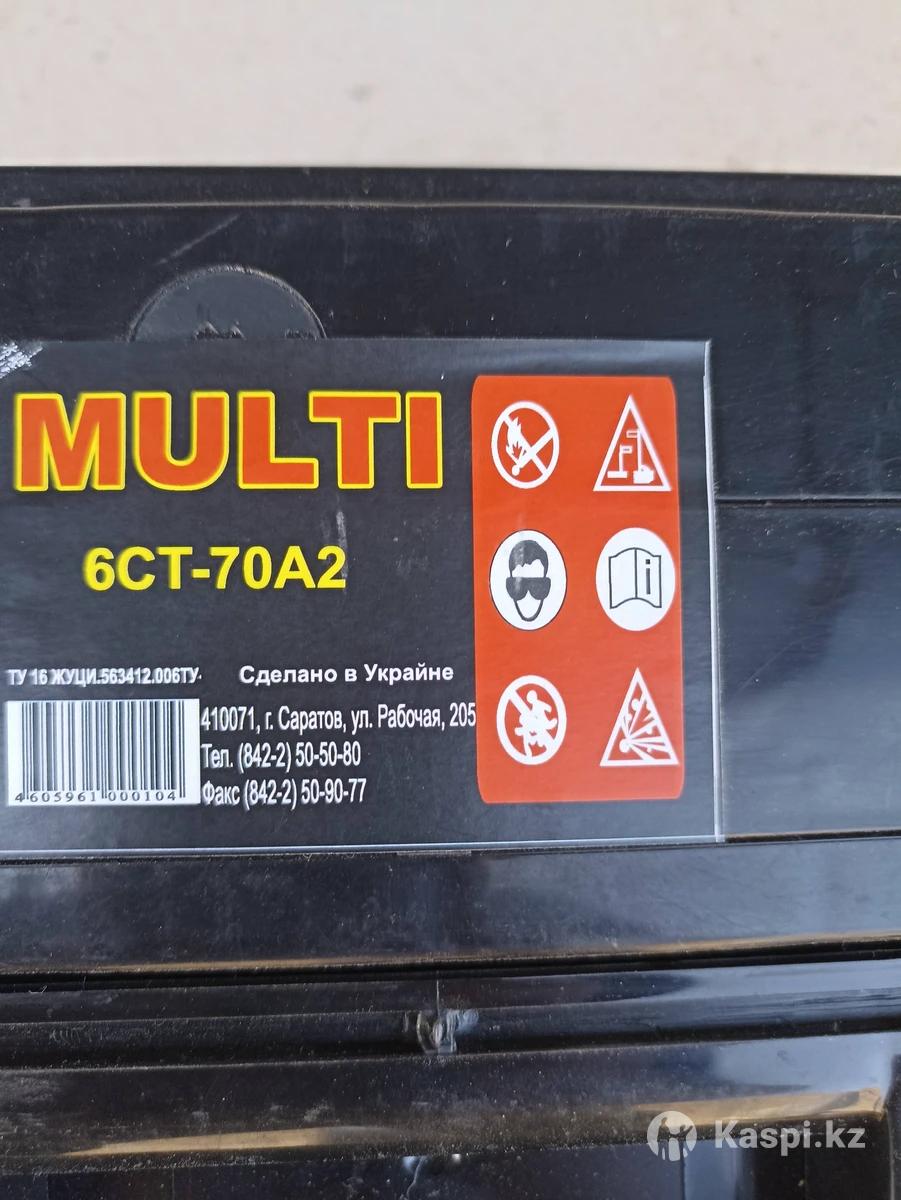 MULTI
6СТ-70А2
ТУ 16 ЖУЦИ.563412.006ТУ
Сделано в Украйне
410071, г. Саратов, ул. Рабочая, 205
Тел. (842-2) 50-50-80
Факс (842-2) 50-90-77
4605961000104
Kaspi.kz